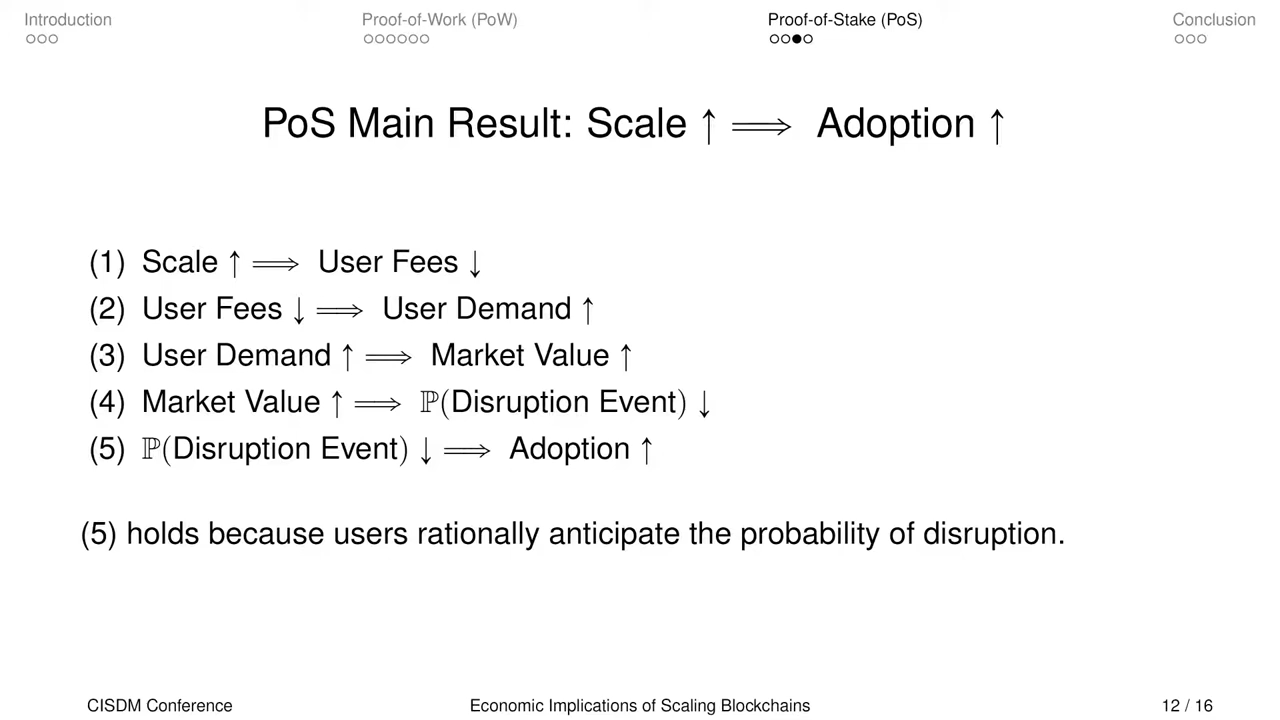 Introduction Proof-of-Work (PoW) Proof-of-Stake (PoS) Conclusion
PoS Main Result: Scale ↑ ⟹ Adoption ↑
(1) Scale ↑ ⟹ User Fees ↓
(2) User Fees ↓ ⟹ User Demand ↑
(3) User Demand ↑ ⟹ Market Value ↑
(4) Market Value ↑ ⟹ ℙ(Disruption Event) ↓
(5) ℙ(Disruption Event) ↓ ⟹ Adoption ↑
(5) holds because users rationally anticipate the probability of disruption.
CISDM Conference Economic Implications of Scaling Blockchains 12 / 16